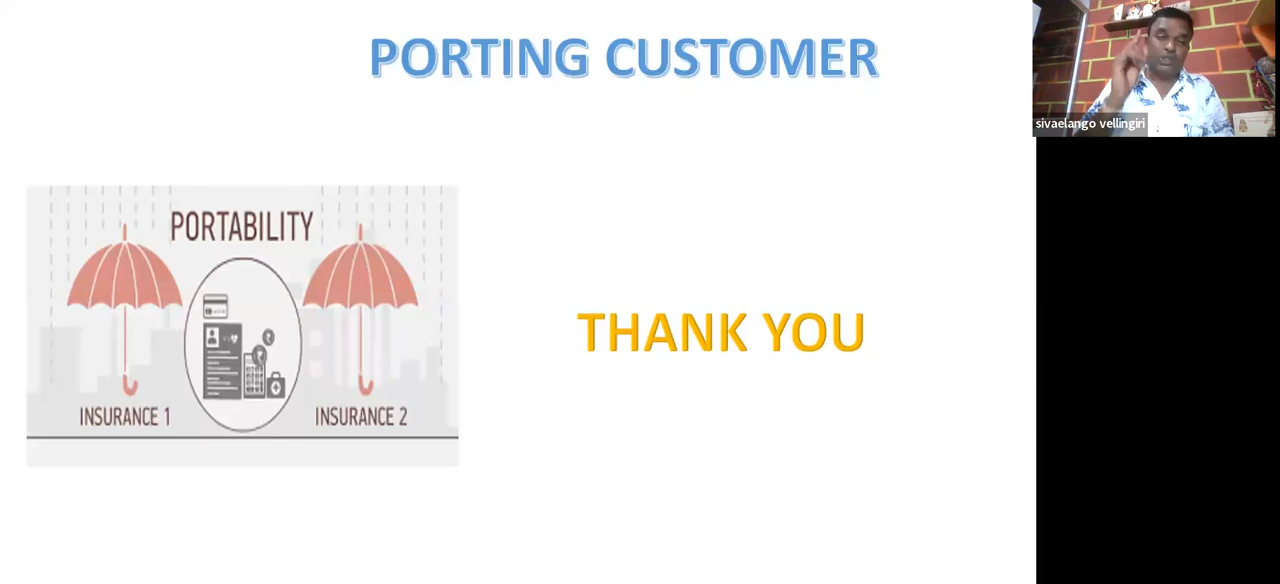 PORTING CUSTOMER
sivaelango vellingiri
PORTABILITY
INSURANCE 1
INSURANCE 2
THANK YOU